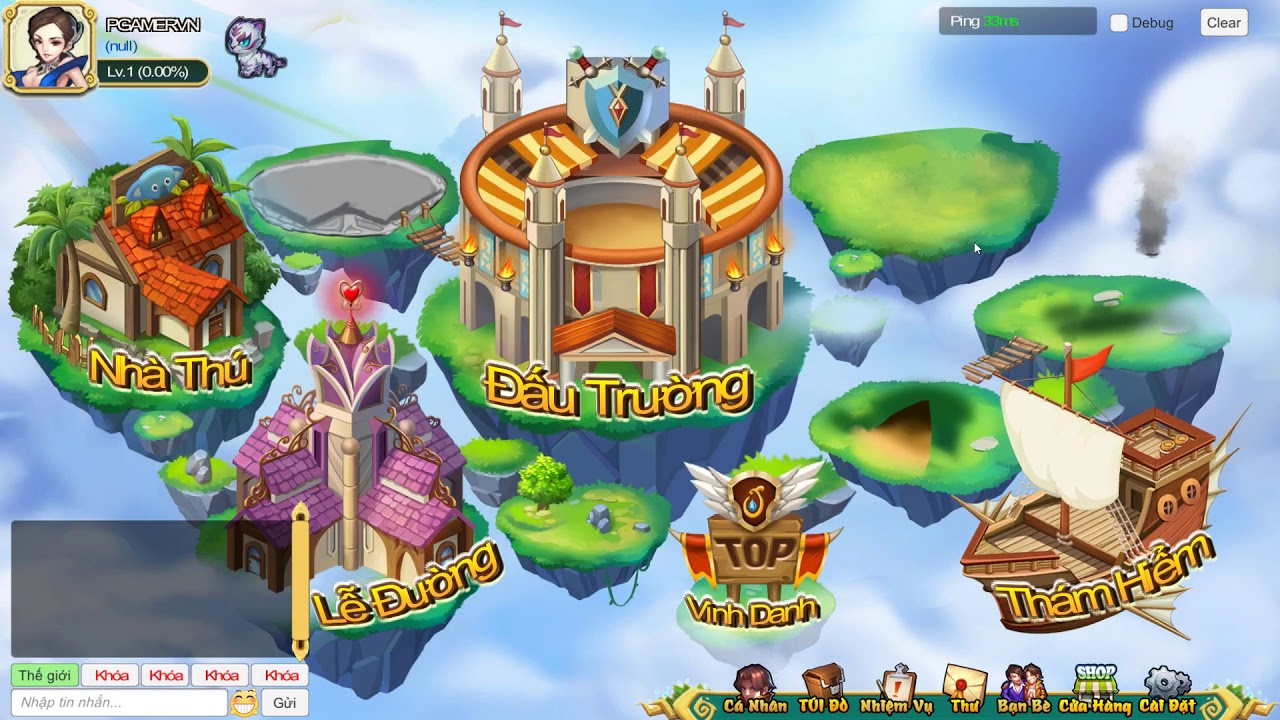 PGAMERVN
(null)
Lv.1 (0.00%)
Ping 33ms
Debug
Clear
Nhà Thú
Đấu Trường
Lễ Đường
TOP
Vinh Danh
Thám Hiểm
Thế giới
Khóa
Khóa
Khóa
Khóa
Nhập tin nhắn...
Gửi
Cá Nhân
TÚI Đồ
Nhiệm Vụ
Thư
Bạn Bè
SHOP
Cửa Hàng
Cài Đặt